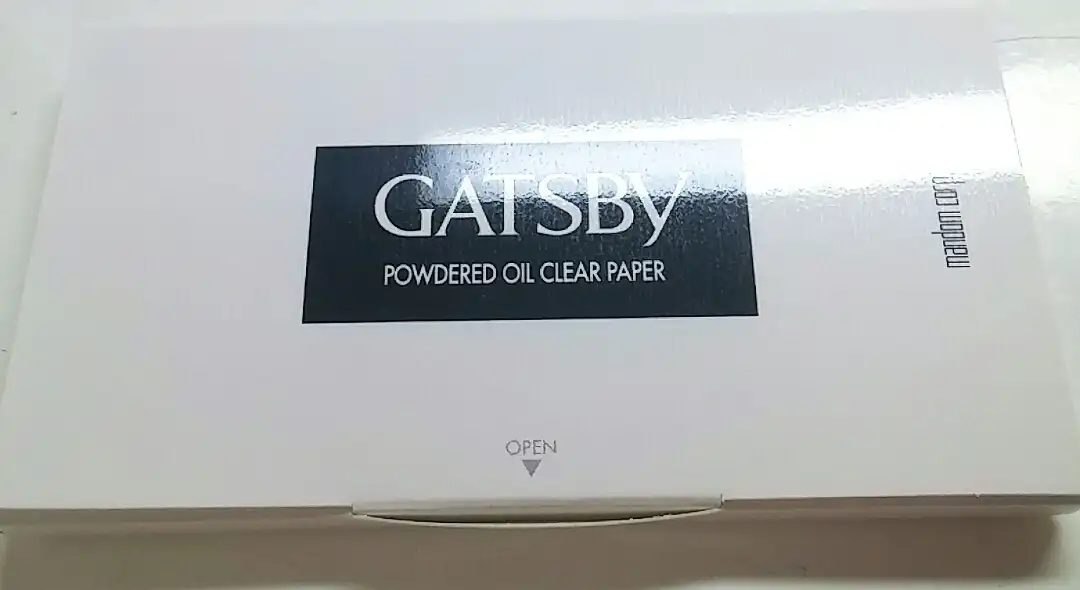 GATSBY
POWDERED OIL CLEAR PAPER
mandom corp.
OPEN